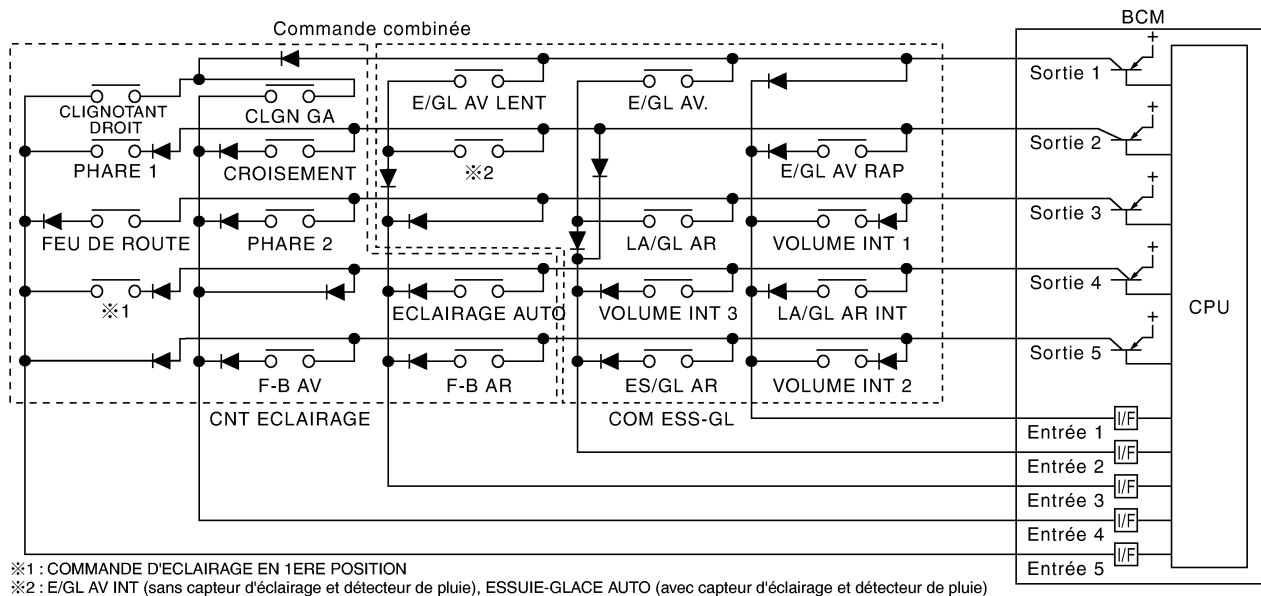 Commande combinée
BCM
+
Sortie 1
CPU
CLIGNOTANT
DROIT
CLGN GA
E/GL AV LENT
E/GL AV.
+
Sortie 2
PHARE 1
CROISEMENT
※2
E/GL AV RAP
+
Sortie 3
FEU DE ROUTE
PHARE 2
LA/GL AR
VOLUME INT 1
+
Sortie 4
※1
ECLAIRAGE AUTO
VOLUME INT 3
LA/GL AR INT
+
Sortie 5
F-B AV
F-B AR
ES/GL AR
VOLUME INT 2
CNT ECLAIRAGE
COM ESS-GL
Entrée 1
I/F
Entrée 2
I/F
Entrée 3
I/F
Entrée 4
I/F
Entrée 5
I/F
※1 : COMMANDE D'ECLAIRAGE EN 1ERE POSITION
※2 : E/GL AV INT (sans capteur d'éclairage et détecteur de pluie), ESSUIE-GLACE AUTO (avec capteur d'éclairage et détecteur de pluie)